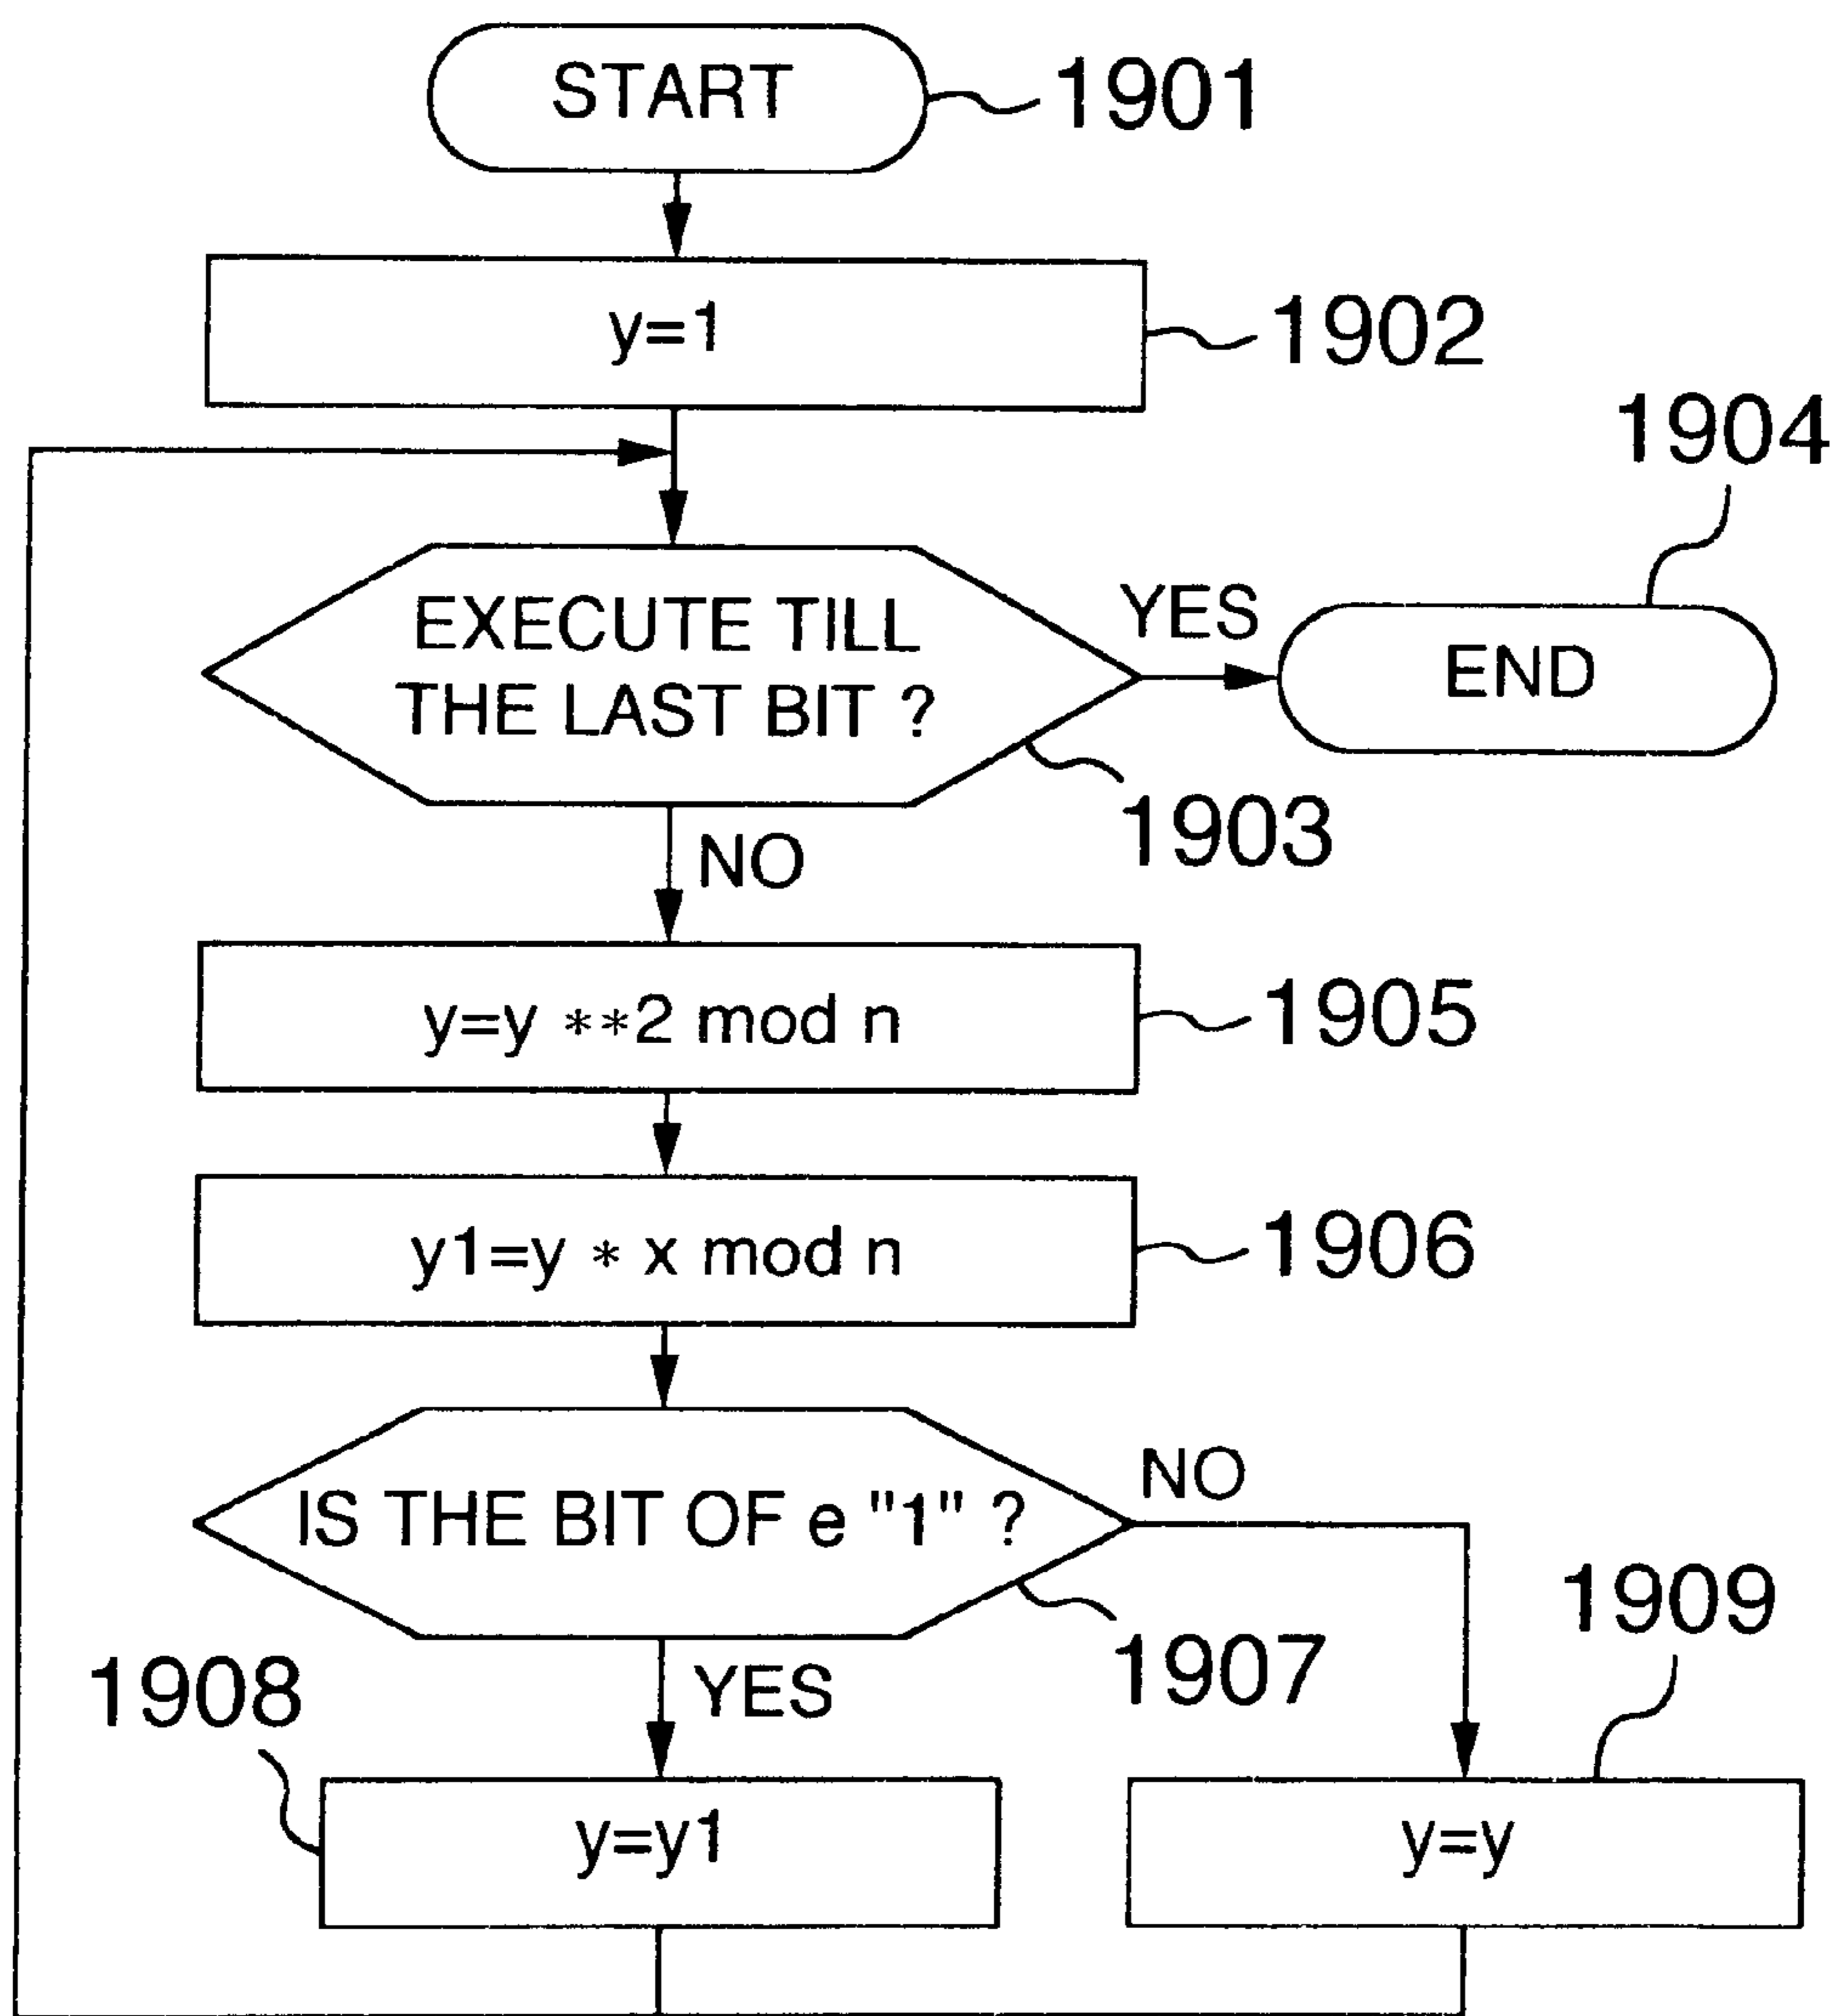 START
1901
y=1
1902
1904
EXECUTE TILL
THE LAST BIT ?
YES
END
1903
NO
y=y **2 mod n
1905
y1=y * x mod n
1906
IS THE BIT OF e "1" ?
NO
1907
1909
1908
YES
y=y1
y=y